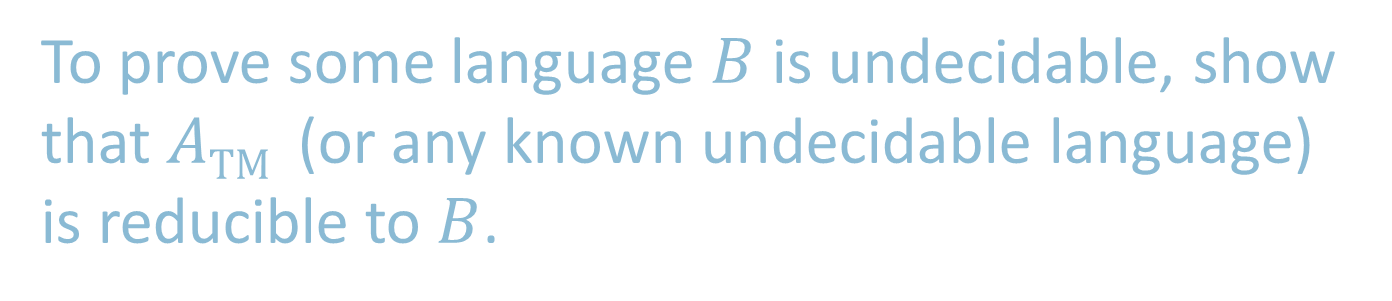 To prove some language B is undecidable, show
that A_TM (or any known undecidable language)
is reducible to B.